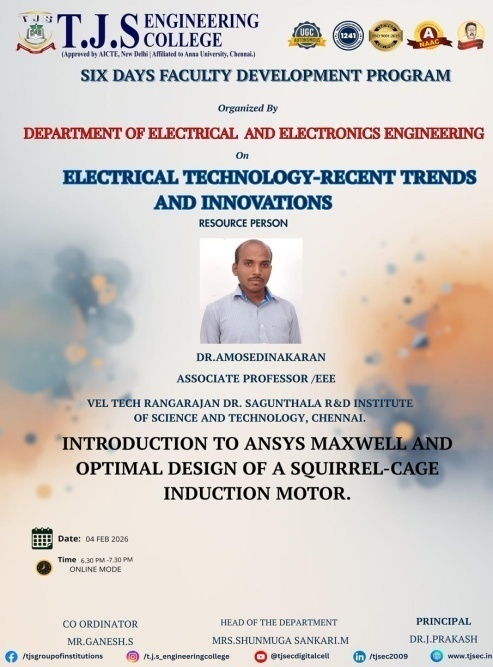 T.J.S ENGINEERING COLLEGE
(Approved by AICTE, New Delhi | Affiliated to Anna University, Chennai.)
UGC
AUTONOMOUS
1241
ISO 9001:2015
A
NAAC
SIX DAYS FACULTY DEVELOPMENT PROGRAM
Organized By
DEPARTMENT OF ELECTRICAL AND ELECTRONICS ENGINEERING
On
ELECTRICAL TECHNOLOGY-RECENT TRENDS
AND INNOVATIONS
RESOURCE PERSON
DR.AMOSEDINAKARAN
ASSOCIATE PROFESSOR /EEE
VEL TECH RANGARAJAN DR. SAGUNTHALA R&D INSTITUTE
OF SCIENCE AND TECHNOLOGY, CHENNAI.
INTRODUCTION TO ANSYS MAXWELL AND
OPTIMAL DESIGN OF A SQUIRREL-CAGE
INDUCTION MOTOR.
Date: 04 FEB 2026
Time 6.30 PM -7.30 PM
ONLINE MODE
CO ORDINATOR
MR.GANESH.S
HEAD OF THE DEPARTMENT
MRS.SHUNMUGA SANKARI.M
PRINCIPAL
DR.J.PRAKASH
/tjsgroupofinstitutions
/t.j.s_engineeringcollege
@tjsecdigitalcell
/tjsec2009
www.tjsec.in